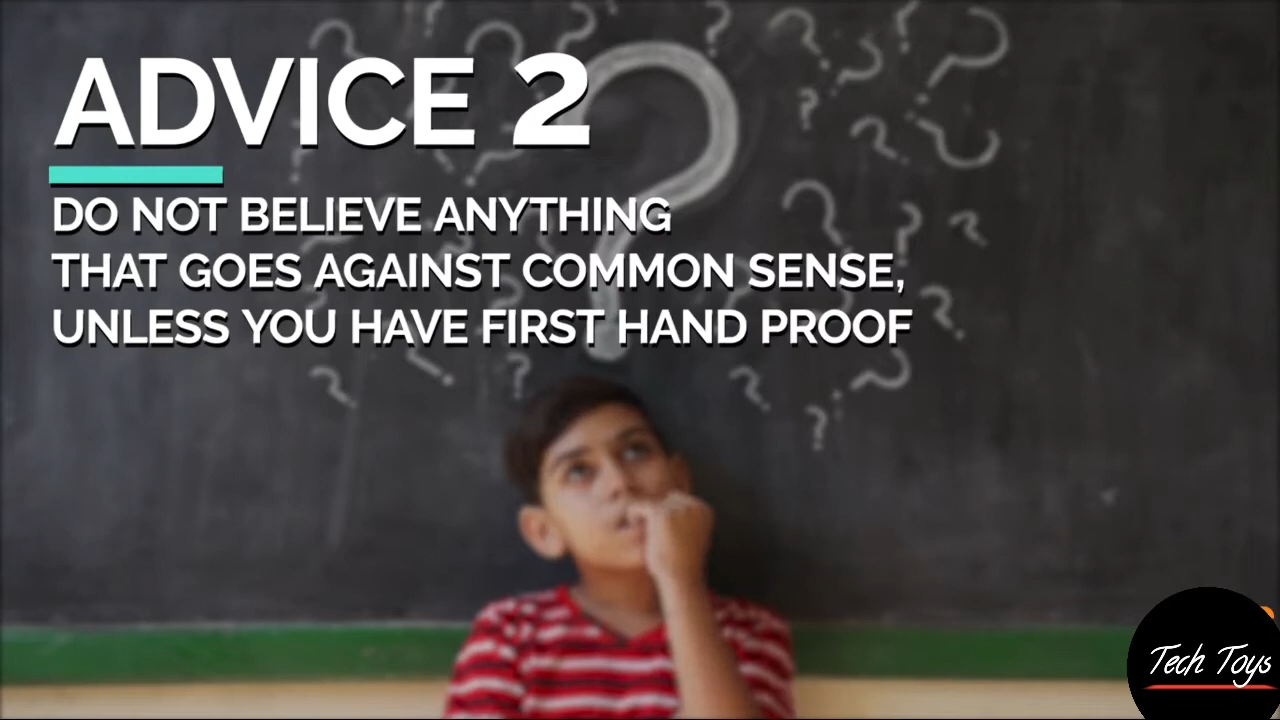 ADVICE 2
DO NOT BELIEVE ANYTHING
THAT GOES AGAINST COMMON SENSE,
UNLESS YOU HAVE FIRST HAND PROOF
Tech Toys